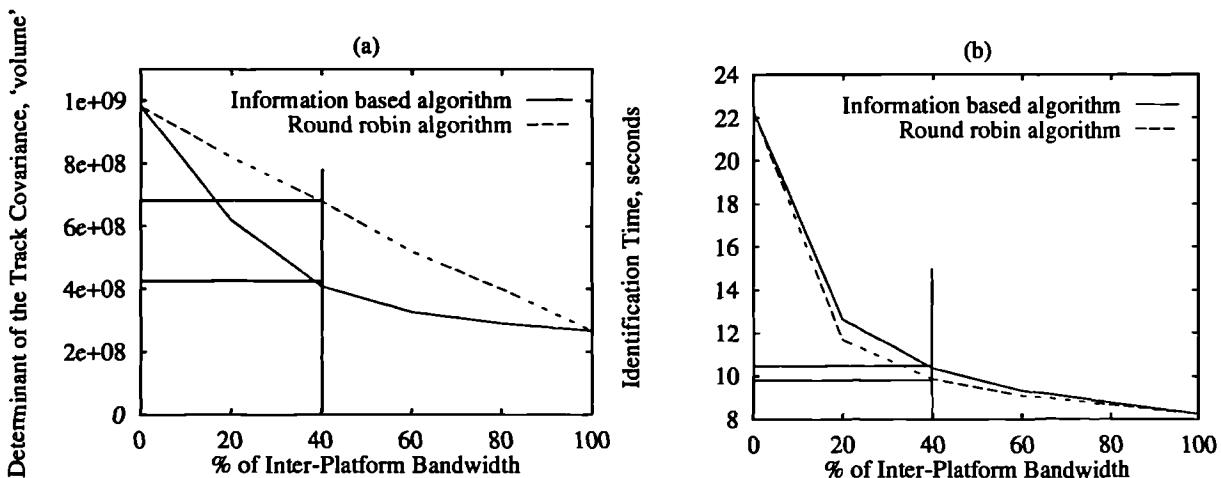 (a)
Determinant of the Track Covariance, 'volume'
1e+09
8e+08
6e+08
4e+08
2e+08
0
Information based algorithm
Round robin algorithm
0 20 40 60 80 100
% of Inter-Platform Bandwidth
(b)
Identification Time, seconds
24
22
20
18
16
14
12
10
8
Information based algorithm
Round robin algorithm
0 20 40 60 80 100
% of Inter-Platform Bandwidth